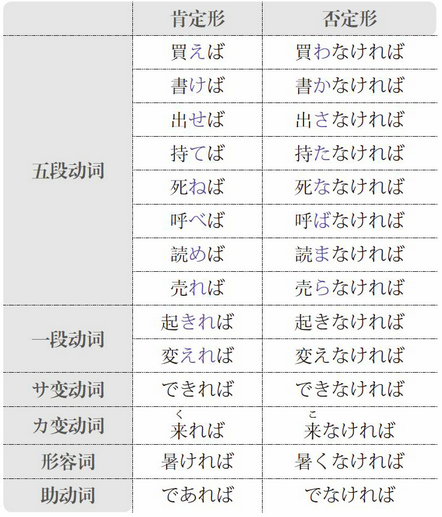 肯定形 否定形
買えば 買わなければ
書けば 書かなければ
出せば 出さなければ
持てば 持たなければ
五段动词
死ねば 死ななければ
呼べば 呼ばなければ
読めば 読まなければ
売れば 売らなければ
一段动词
起きれば 起きなければ
変えれば 変えなければ
サ变动词 できれば できなければ
く こ
カ变动词 来れば 来なければ
形容词 暑ければ 暑くなければ
助动词 であれば でなければ